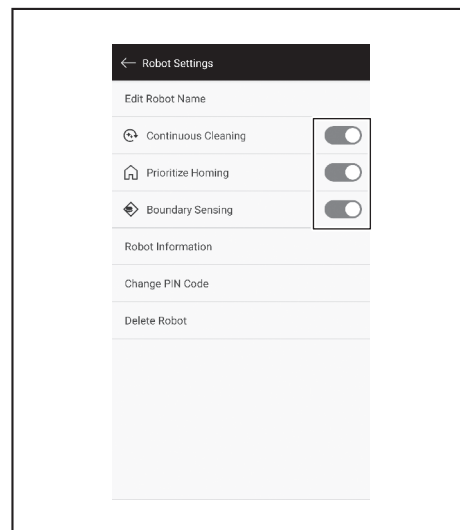 Robot Settings
Edit Robot Name
Continuous Cleaning
Prioritize Homing
Boundary Sensing
Robot Information
Change PIN Code
Delete Robot